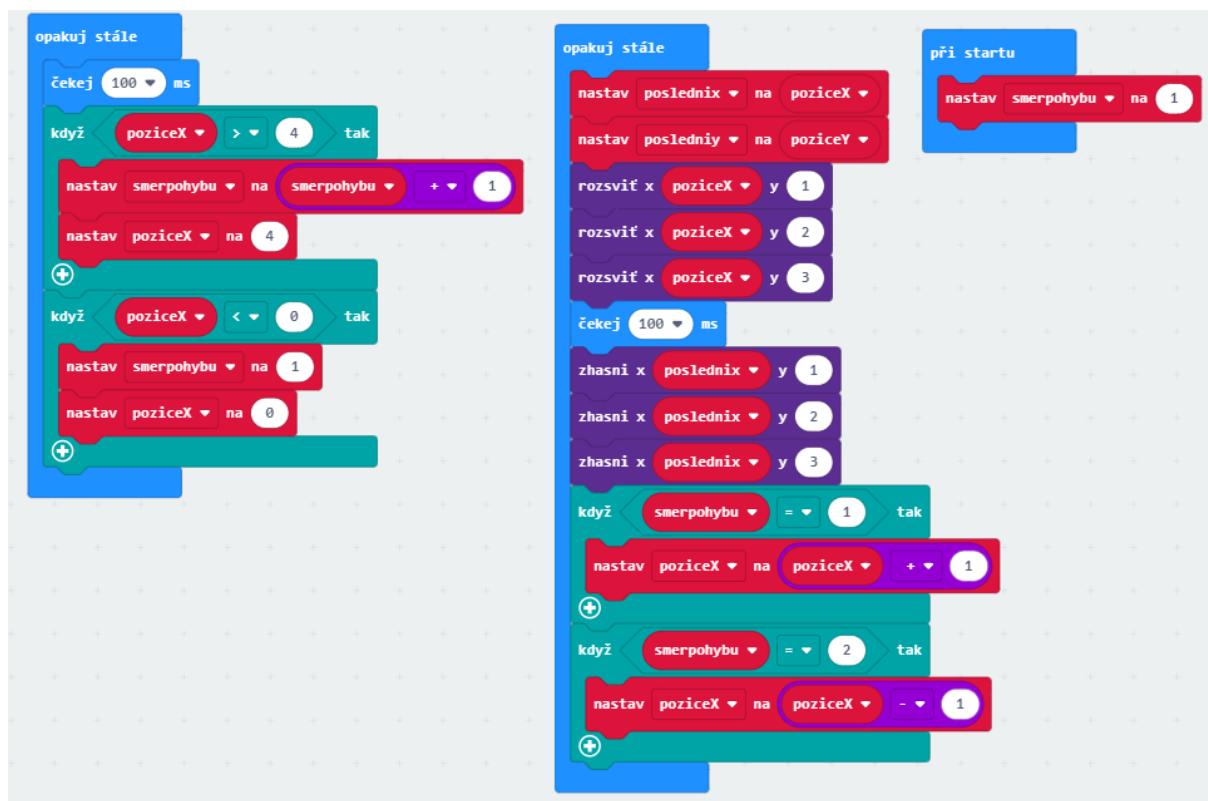 opakuj stále
čekej 100 ms
když poziceX > 4 tak
nastav smerpohybu na smerpohybu + 1
nastav poziceX na 4
když poziceX < 0 tak
nastav smerpohybu na 1
nastav poziceX na 0
opakuj stále
nastav poslednix na poziceX
nastav posledniy na poziceY
rozsviť x poziceX y 1
rozsviť x poziceX y 2
rozsviť x poziceX y 3
čekej 100 ms
zhasni x poslednix y 1
zhasni x poslednix y 2
zhasni x poslednix y 3
když smerpohybu = 1 tak
nastav poziceX na poziceX + 1
když smerpohybu = 2 tak
nastav poziceX na poziceX - 1
při startu
nastav smerpohybu na 1